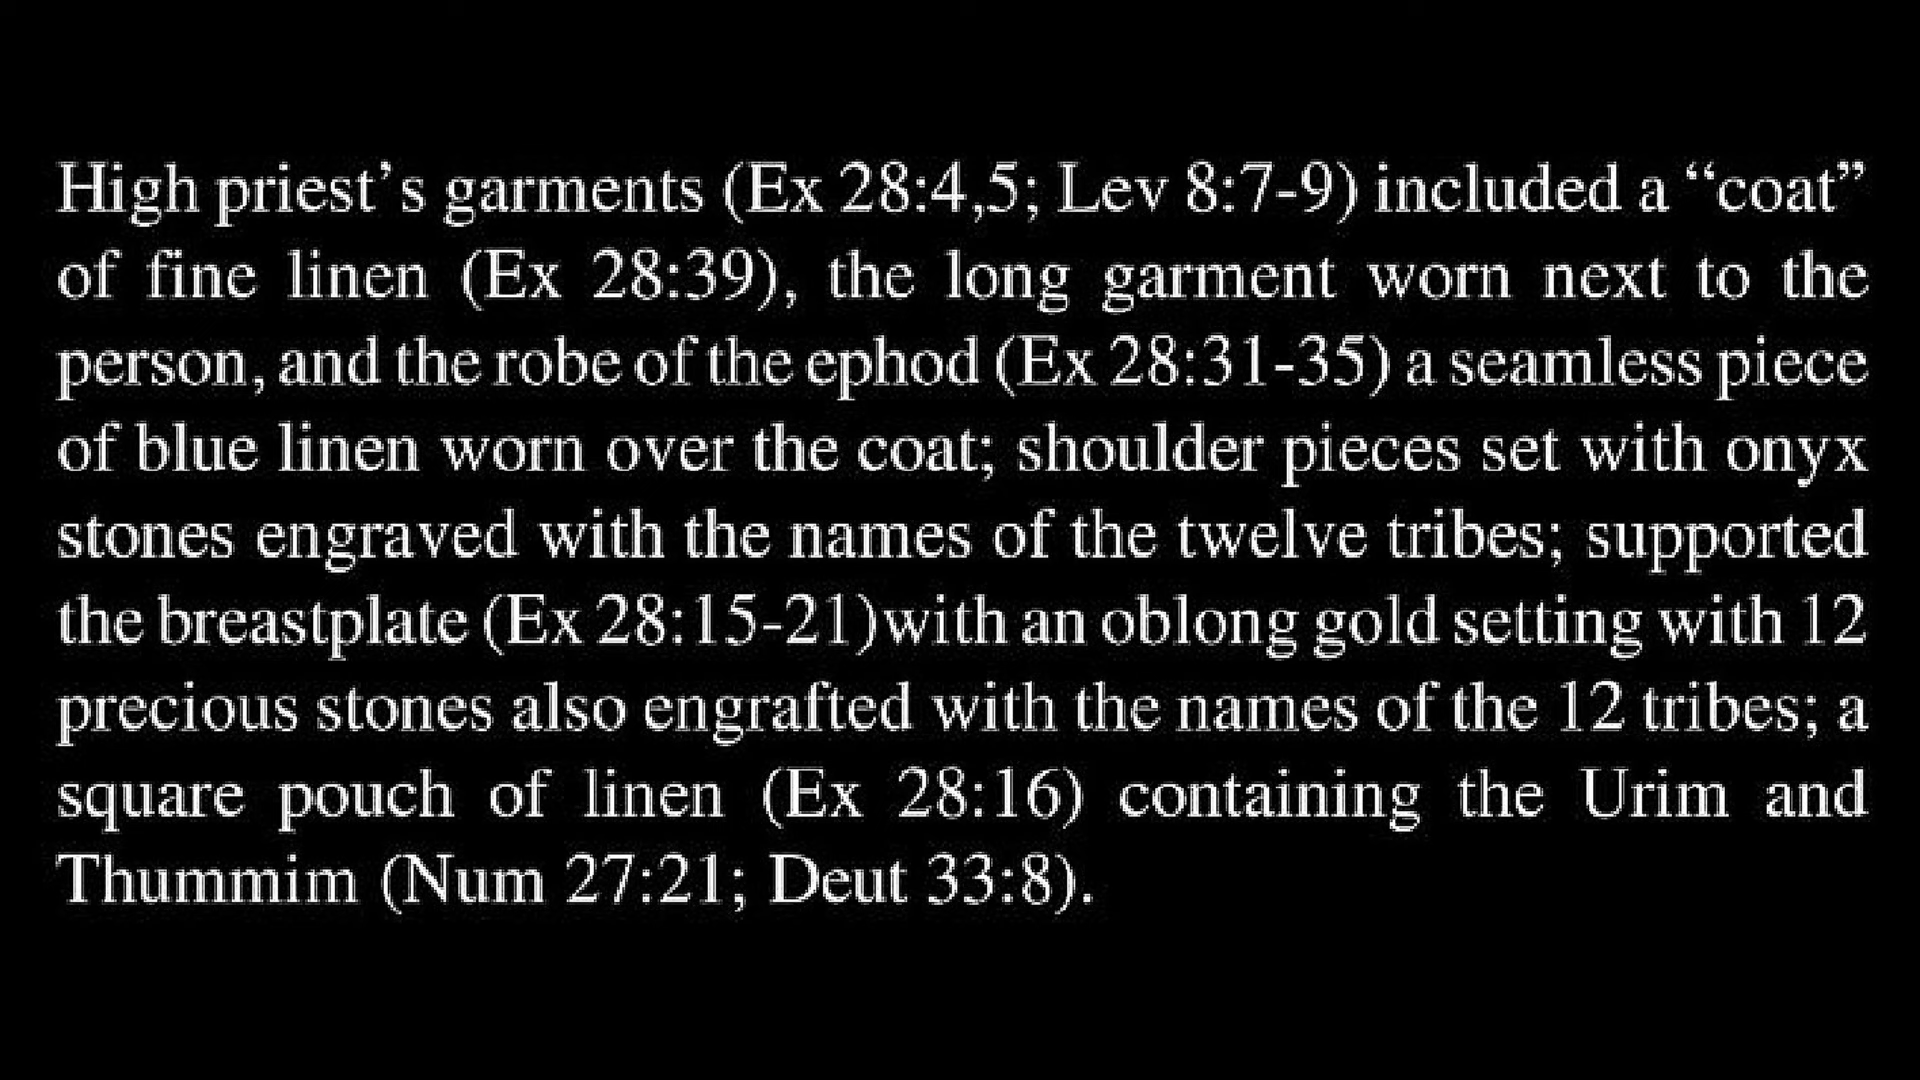 High priest’s garments (Ex 28:4,5; Lev 8:7-9) included a “coat”
of fine linen (Ex 28:39), the long garment worn next to the
person, and the robe of the ephod (Ex 28:31-35) a seamless piece
of blue linen worn over the coat; shoulder pieces set with onyx
stones engraved with the names of the twelve tribes; supported
the breastplate (Ex 28:15-21)with an oblong gold setting with 12
precious stones also engrafted with the names of the 12 tribes; a
square pouch of linen (Ex 28:16) containing the Urim and
Thummim (Num 27:21; Deut 33:8).